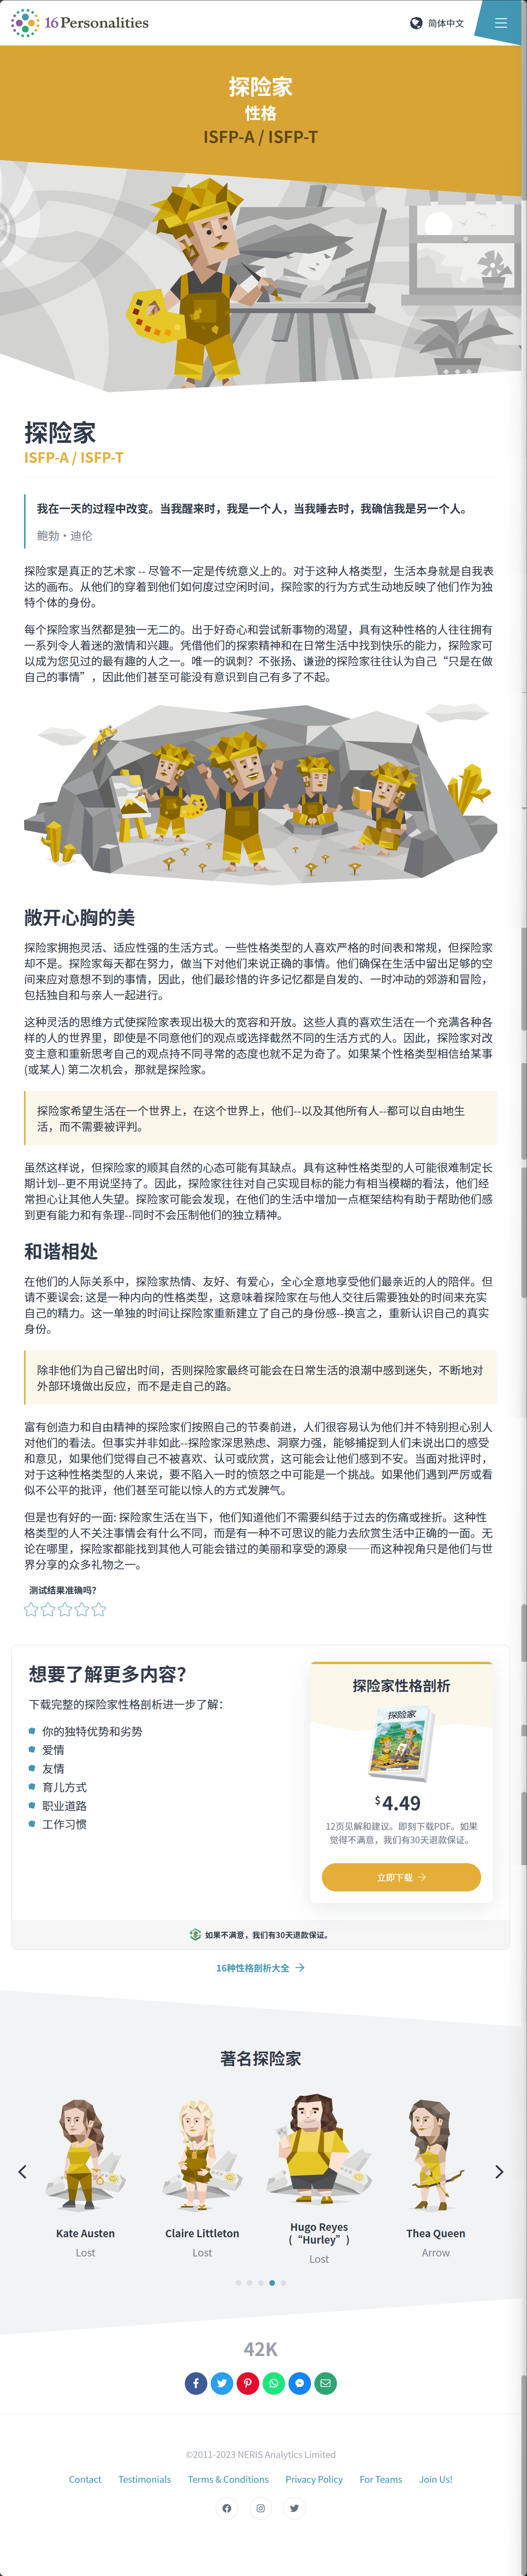 16Personalities
简体中文
探险家
性格
ISFP-A / ISFP-T
探险家
ISFP-A / ISFP-T
我在一天的过程中改变。当我醒来时，我是一个人，当我睡去时，我确信我是另一个人。
鲍勃·迪伦
探险家是真正的艺术家 -- 尽管不一定是传统意义上的。对于这种人格类型，生活本身就是自我表
达的画布。从他们的穿着到他们如何度过空闲时间，探险家的行为方式生动地反映了他们作为独
特个体的身份。
每个探险家当然都是独一无二的。出于好奇心和尝试新事物的渴望，具有这种性格的人往往拥有
一系列令人着迷的激情和兴趣。凭借他们的探索精神和在日常生活中找到快乐的能力，探险家可
以成为您见过的最有趣的人之一。唯一的讽刺？不张扬、谦逊的探险家往往认为自己“只是在做
自己的事情”，因此他们甚至可能没有意识到自己有多了不起。
敞开心胸的美
探险家拥抱灵活、适应性强的生活方式。一些性格类型的人喜欢严格的时间表和常规，但探险家
却不是。探险家每天都在努力，做当下对他们来说正确的事情。他们确保在生活中留出足够的空
间来应对意想不到的事情，因此，他们最珍惜的许多记忆都是自发的、一时冲动的郊游和冒险，
包括独自和与亲人一起进行。
这种灵活的思维方式使探险家表现出极大的宽容和开放。这些人真的喜欢生活在一个充满各种各
样的人的世界里，即使是不同意他们的观点或选择截然不同的生活方式的人。因此，探险家对改
变主意和重新思考自己的观点持不同寻常的态度也就不足为奇了。如果某个性格类型相信给某事
(或某人) 第二次机会，那就是探险家。
探险家希望生活在一个世界上，在这个世界上，他们--以及其他所有人--都可以自由地生
活，而不需要被评判。
虽然这样说，但探险家的顺其自然的心态可能有其缺点。具有这种性格类型的人可能很难制定长
期计划--更不用说坚持了。因此，探险家往往对自己实现目标的能力有相当模糊的看法，他们经
常担心让其他人失望。探险家可能会发现，在他们的生活中增加一点框架结构有助于帮助他们感
到更有能力和有条理--同时不会压制他们的独立精神。
和谐相处
在他们的人际关系中，探险家热情、友好、有爱心，全心全意地享受他们最亲近的人的陪伴。但
请不要误会: 这是一种内向的性格类型，这意味着探险家在与他人交往后需要独处的时间来充实
自己的精力。这一单独的时间让探险家重新建立了自己的身份感--换言之，重新认识自己的真实
身份。
除非他们为自己留出时间，否则探险家最终可能会在日常生活的浪潮中感到迷失，不断地对
外部环境做出反应，而不是走自己的路。
富有创造力和自由精神的探险家们按照自己的节奏前进，人们很容易认为他们并不特别担心别人
对他们的看法。但事实并非如此--探险家深思熟虑、洞察力强，能够捕捉到人们未说出口的感受
和意见，如果他们觉得自己不被喜欢、认可或欣赏，这可能会让他们感到不安。当面对批评时，
对于这种性格类型的人来说，要不陷入一时的愤怒之中可能是一个挑战。如果他们遇到严厉或看
似不公平的批评，他们甚至可能以惊人的方式发脾气。
但是也有好的一面: 探险家生活在当下，他们知道他们不需要纠结于过去的伤痛或挫折。这种性
格类型的人不关注事情会有什么不同，而是有一种不可思议的能力去欣赏生活中正确的一面。无
论在哪里，探索家都能找到其他人可能会错过的美丽和享受的源泉——而这种视角只是他们与世
界分享的众多礼物之一。
测试结果准确吗?
想要了解更多内容?
下载完整的探险家性格剖析进一步了解:
你的独特优势和劣势
爱情
友情
育儿方式
职业道路
工作习惯
探险家性格剖析
探险家
$4.49
12页见解和建议。即刻下载PDF。如果
觉得不满意，我们有30天退款保证。
立即下载
如果不满意，我们有30天退款保证。
16种性格剖析大全
著名探险家
Kate Austen
Lost
Claire Littleton
Lost
Hugo Reyes
(“Hurley”)
Lost
Thea Queen
Arrow
42K
©2011-2023 NERIS Analytics Limited
Contact Testimonials Terms & Conditions Privacy Policy For Teams Join Us!